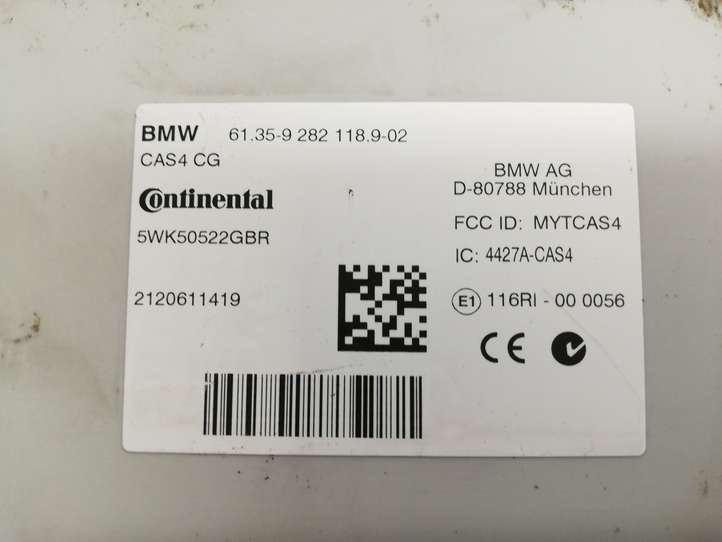 BMW 61.35-9 282 118.9-02
CAS4 CG
Continental
5WK50522GBR
2120611419
BMW AG
D-80788 München
FCC ID: MYTCAS4
IC: 4427A-CAS4
E1 116RI - 00 0056
CE